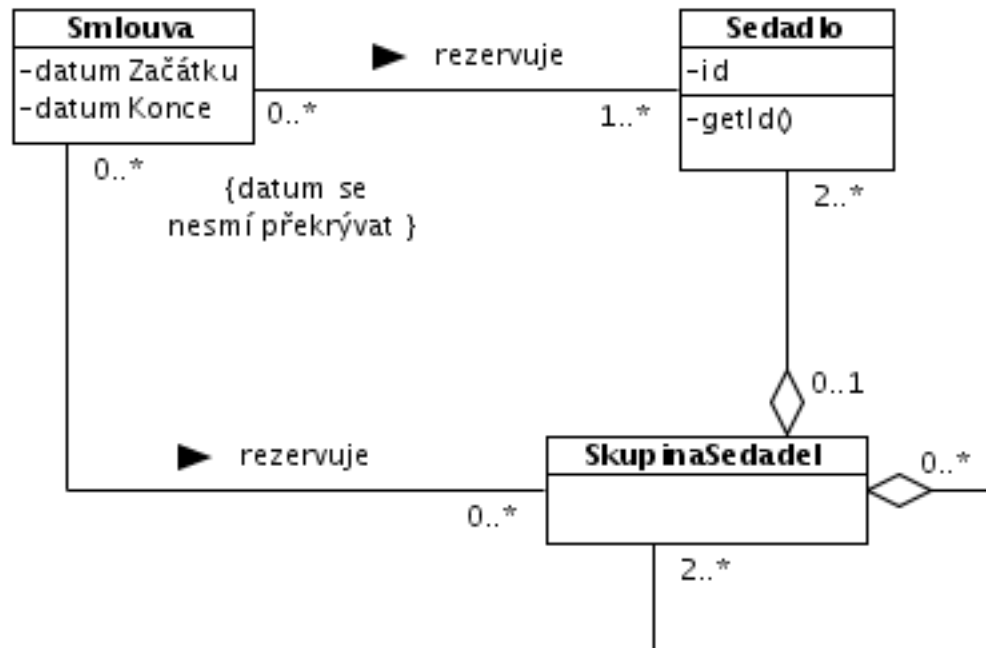 Smlouva
-datum Začátku
-datum Konce
rezervuje
0..*
1..*
Sedadlo
-id
-getId()
0..*
{datum se
nesmí překrývat }
2..*
0..1
rezervuje
0..*
SkupinaSedadel
0..*
2..*